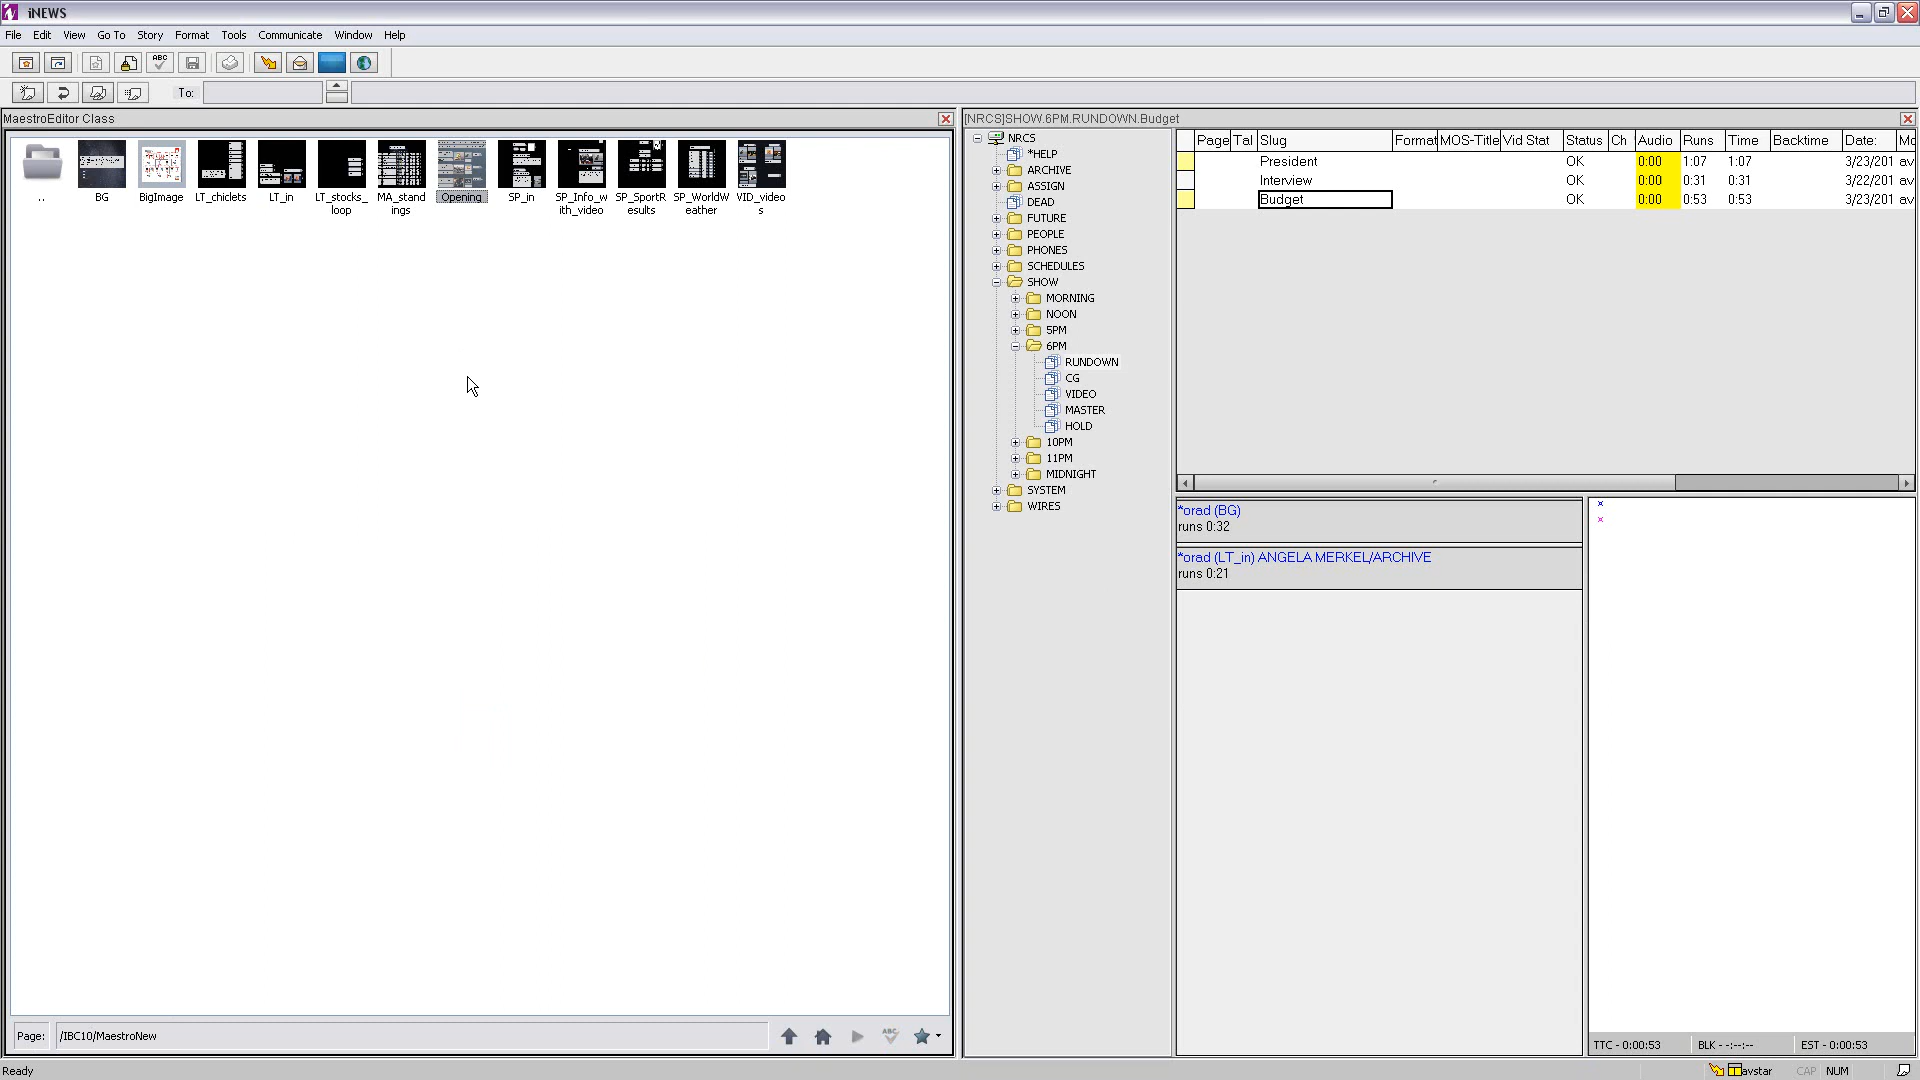 iNEWS
File Edit View Go To Story Format Tools Communicate Window Help
To:
MaestroEditor Class
..
BG
BigImage
LT_chiclets
LT_in
LT_stocks_
loop
MA_stand
ings
Opening
SP_in
SP_Info_w
ith_video
SP_SportR
esults
SP_WorldW
eather
VID_video
s
Page: /IBC10/MaestroNew
ABC
[NRCS]SHOW.6PM.RUNDOWN.Budget
NRCS
*HELP
ARCHIVE
ASSIGN
DEAD
FUTURE
PEOPLE
PHONES
SCHEDULES
SHOW
MORNING
NOON
5PM
6PM
RUNDOWN
CG
VIDEO
MASTER
HOLD
10PM
11PM
MIDNIGHT
SYSTEM
WIRES
Page Tal Slug Format MOS-Title Vid Stat Status Ch Audio Runs Time Backtime Date: Mo
President OK 0:00 1:07 1:07 3/23/201 av
Interview OK 0:00 0:31 0:31 3/22/201 av
Budget OK 0:00 0:53 0:53 3/23/201 av
*orad (BG)
runs 0:32
*orad (LT_in) ANGELA MERKEL/ARCHIVE
runs 0:21
TTC - 0:00:53 BLK - -:--:-- EST - 0:00:53
Ready avstar CAP NUM